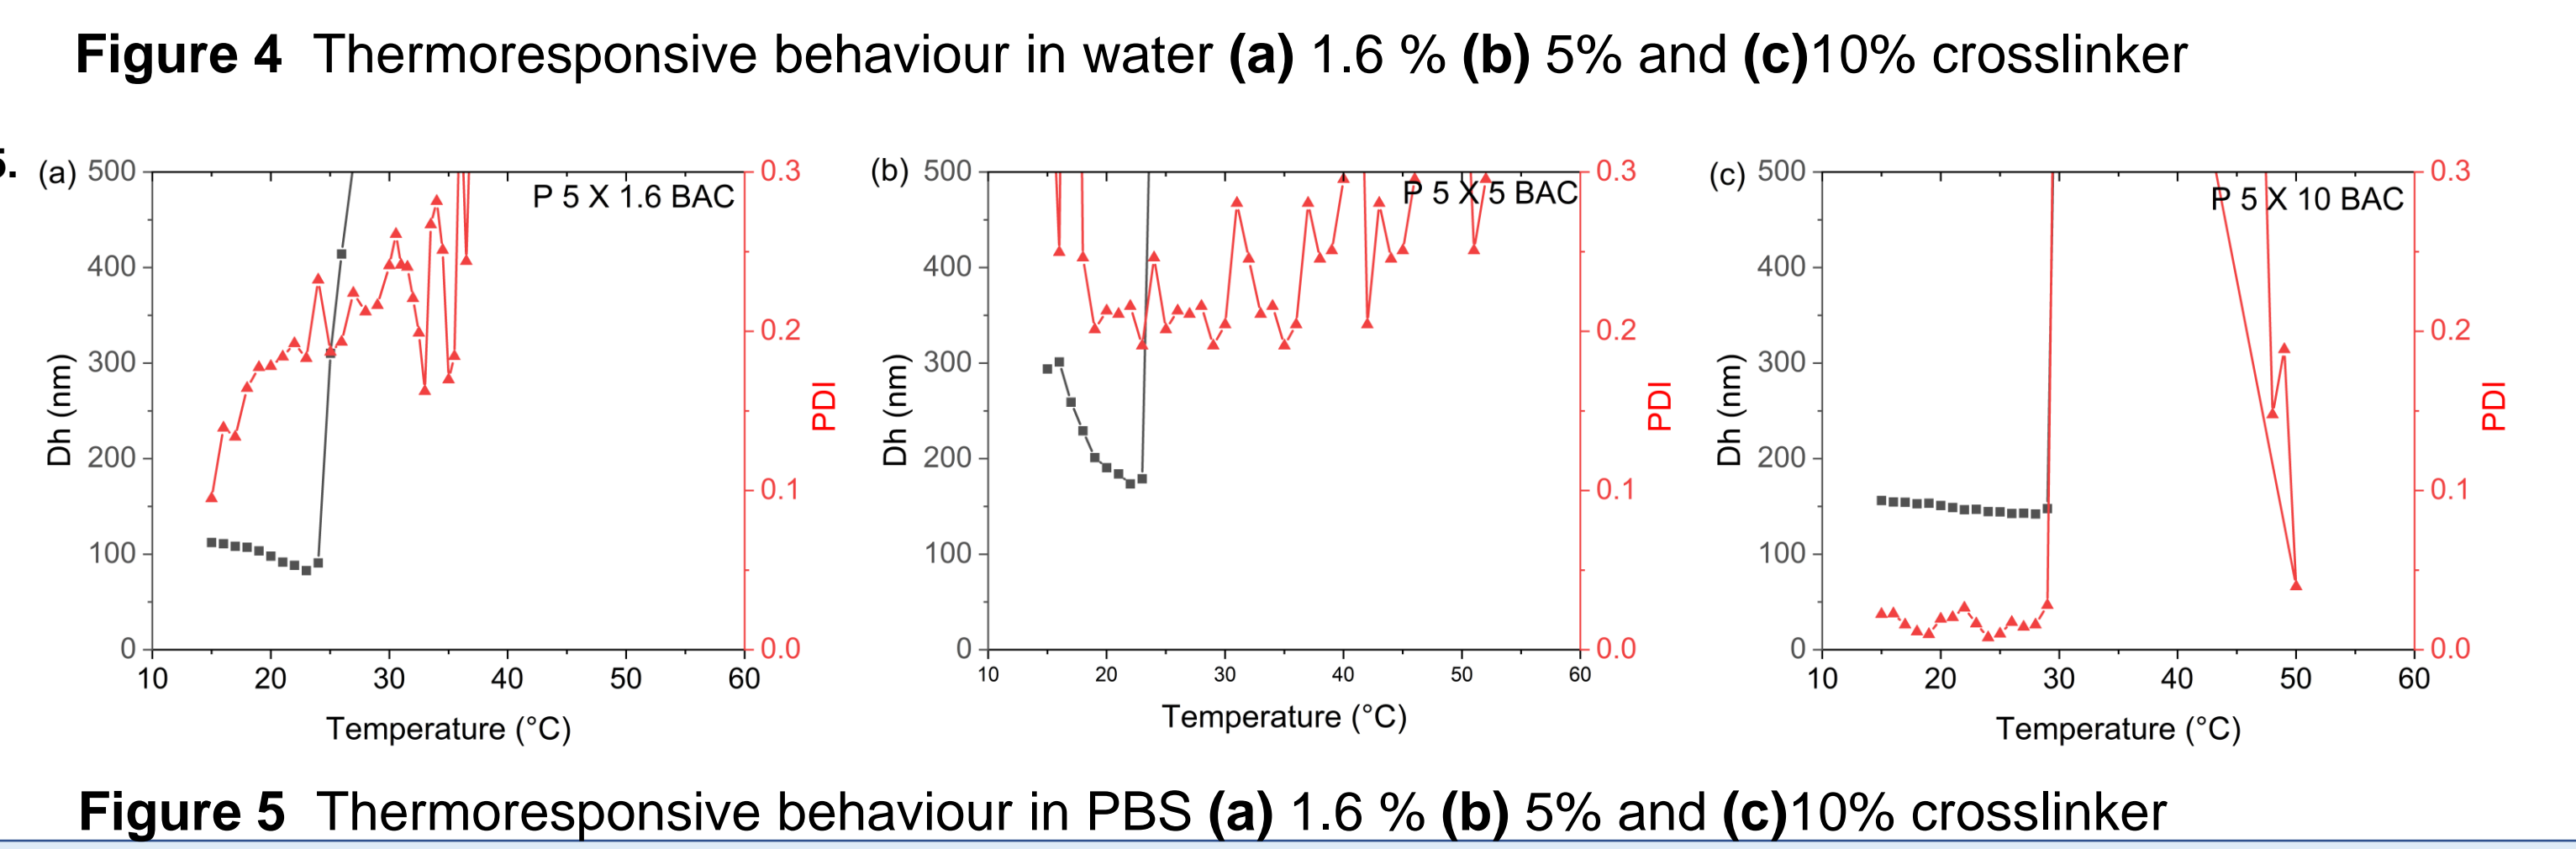 Figure 4 Thermoresponsive behaviour in water (a) 1.6 % (b) 5% and (c)10% crosslinker
(a)
P 5 X 1.6 BAC
500
400
300
200
100
0
Dh (nm)
0.3
0.2
0.1
0.0
PDI
10 20 30 40 50 60
Temperature (°C)
(b)
P 5 X 5 BAC
500
400
300
200
100
0
Dh (nm)
0.3
0.2
0.1
0.0
PDI
10 20 30 40 50 60
Temperature (°C)
(c)
P 5 X 10 BAC
500
400
300
200
100
0
Dh (nm)
0.3
0.2
0.1
0.0
PDI
10 20 30 40 50 60
Temperature (°C)
Figure 5 Thermoresponsive behaviour in PBS (a) 1.6 % (b) 5% and (c)10% crosslinker